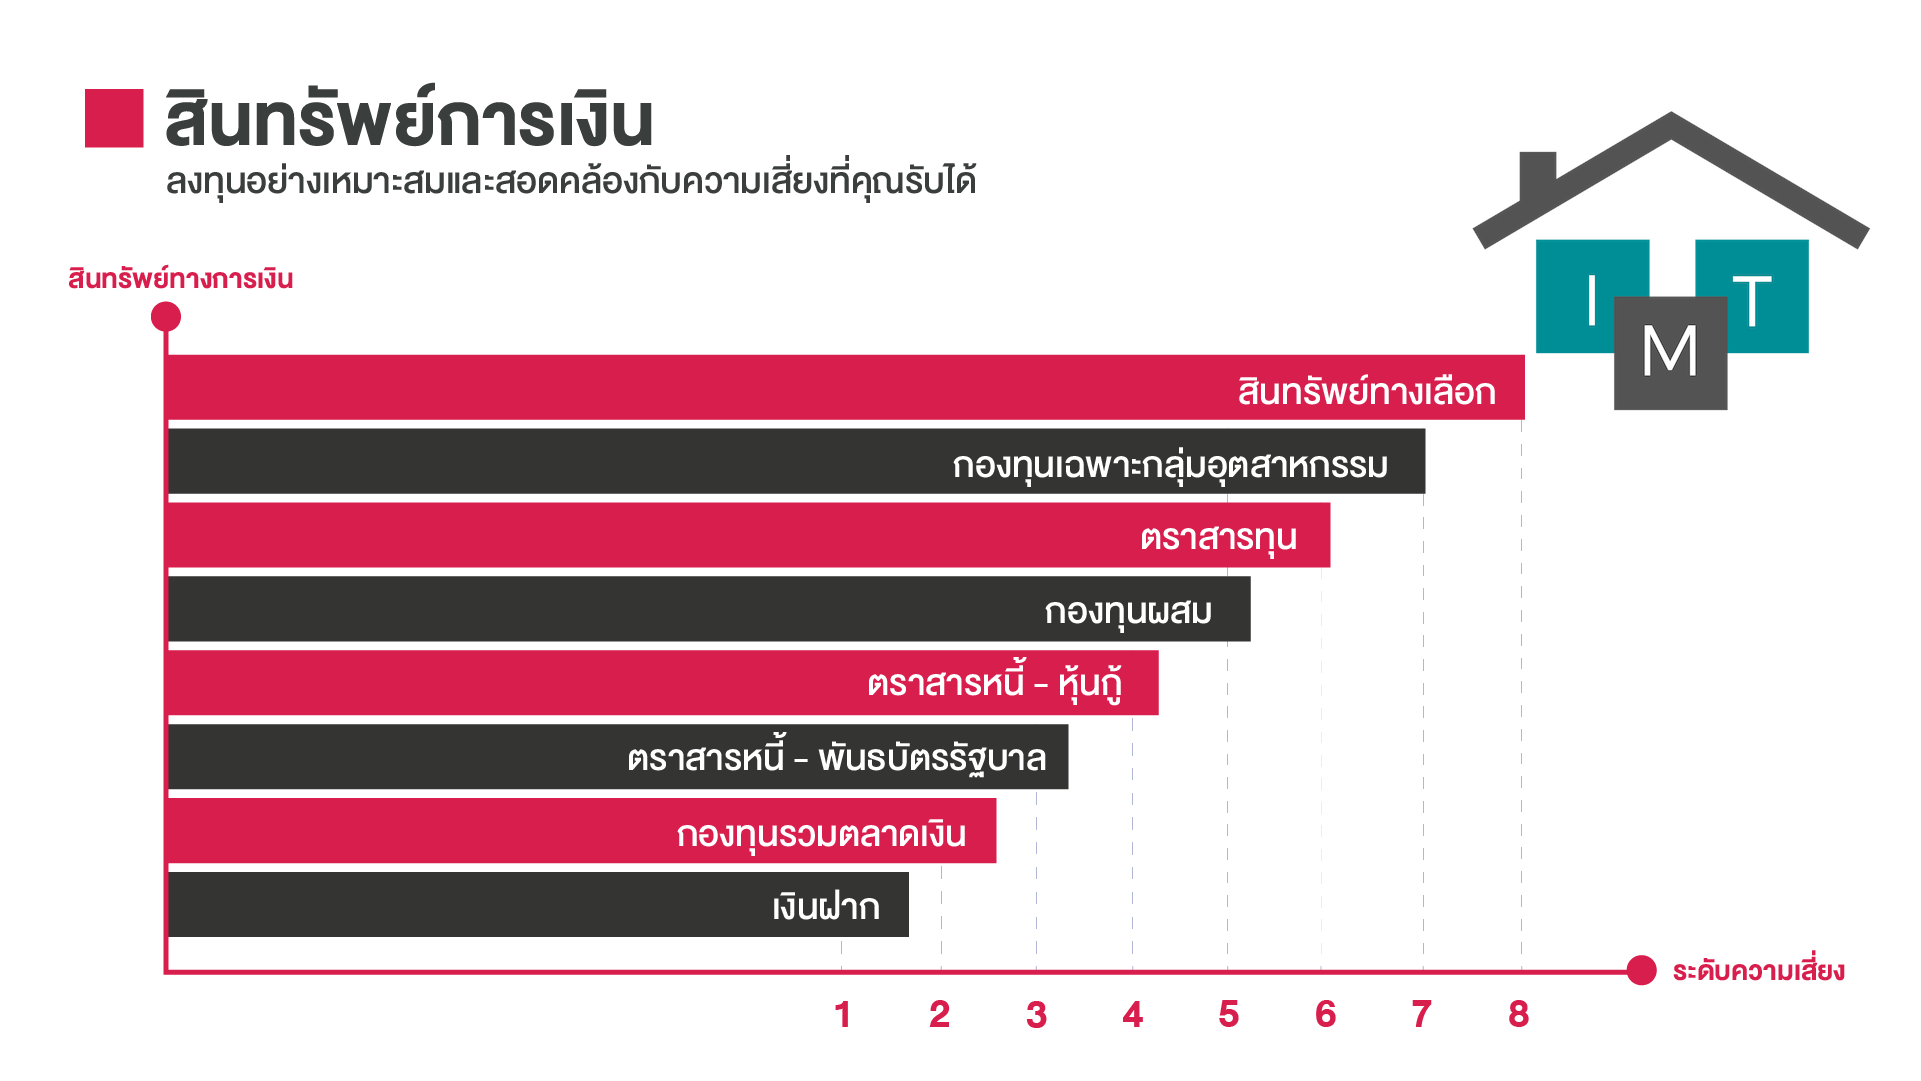 สินทรัพย์การเงิน
ลงทุนอย่างเหมาะสมและสอดคล้องกับความเสี่ยงที่คุณรับได้
I M T
สินทรัพย์ทางการเงิน
สินทรัพย์ทางเลือก
กองทุนเฉพาะกลุ่มอุตสาหกรรม
ตราสารทุน
กองทุนผสม
ตราสารหนี้ - หุ้นกู้
ตราสารหนี้ - พันธบัตรรัฐบาล
กองทุนรวมตลาดเงิน
เงินฝาก
ระดับความเสี่ยง
1 2 3 4 5 6 7 8